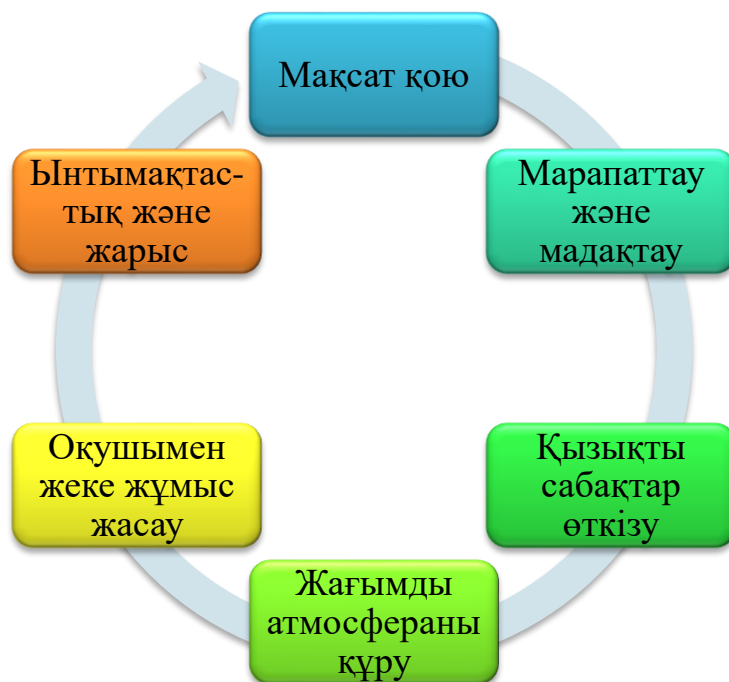 Мақсат қою
Марапаттау
және
мадақтау
Қызықты
сабақтар
өткізу
Жағымды
атмосфераны
құру
Оқушымен
жеке жұмыс
жасау
Ынтымақтас-
тық және
жарыс